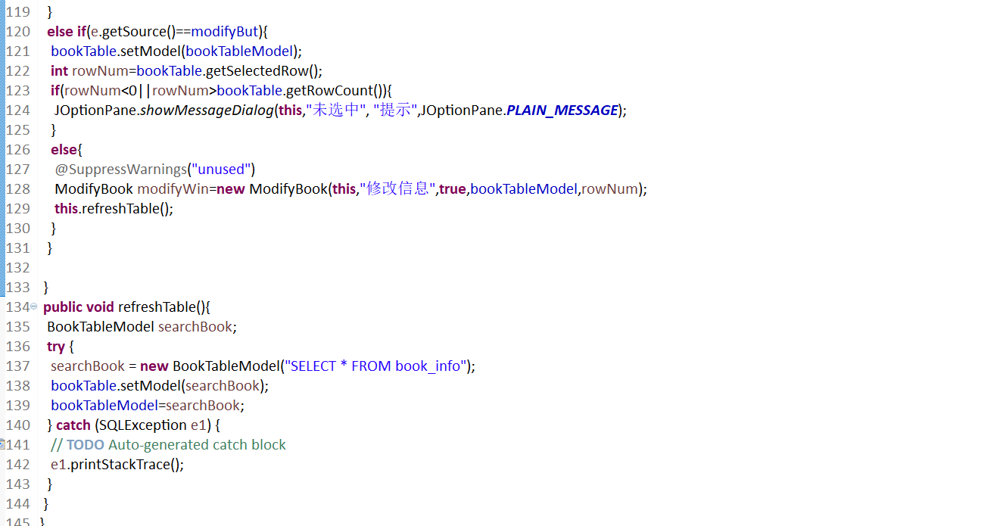 119 }
120 else if(e.getSource()==modifyBut){
121 bookTable.setModel(bookTableModel);
122 int rowNum=bookTable.getSelectedRow();
123 if(rowNum<0||rowNum>bookTable.getRowCount()){
124 JOptionPane.showMessageDialog(this,"未选中", "提示",JOptionPane.PLAIN_MESSAGE);
125 }
126 else{
127 @SuppressWarnings("unused")
128 ModifyBook modifyWin=new ModifyBook(this,"修改信息",true,bookTableModel,rowNum);
129 this.refreshTable();
130 }
131 }
132
133 }
134 public void refreshTable(){
135 BookTableModel searchBook;
136 try {
137 searchBook = new BookTableModel("SELECT * FROM book_info");
138 bookTable.setModel(searchBook);
139 bookTableModel=searchBook;
140 } catch (SQLException e1) {
141 // TODO Auto-generated catch block
142 e1.printStackTrace();
143 }
144 }
145 }